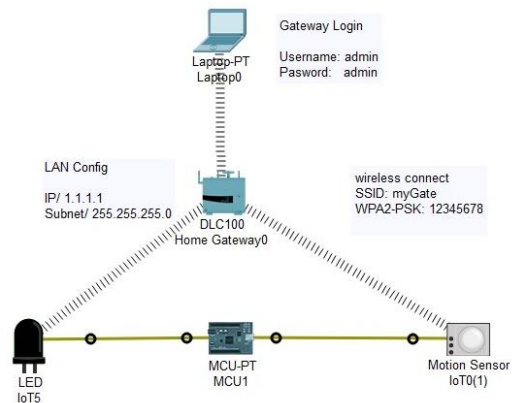 Gateway Login
Username: admin
Pasword: admin
Laptop-PT
Laptop0
LAN Config
IP/ 1.1.1.1
Subnet/ 255.255.255.0
wireless connect
SSID: myGate
WPA2-PSK: 12345678
DLC100
Home Gateway0
LED
IoT5
MCU-PT
MCU1
Motion Sensor
IoT0(1)